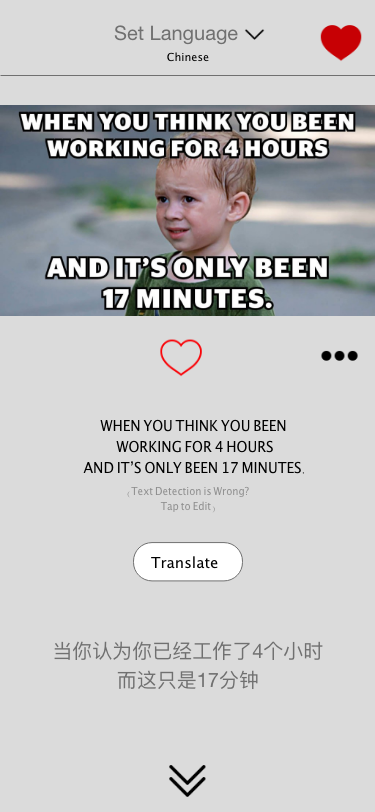 Set Language
Chinese
WHEN YOU THINK YOU BEEN
WORKING FOR 4 HOURS
AND IT'S ONLY BEEN
17 MINUTES.
WHEN YOU THINK YOU BEEN
WORKING FOR 4 HOURS
AND IT'S ONLY BEEN 17 MINUTES.
(Text Detection is Wrong?
Tap to Edit)
Translate
当你认为你已经工作了4个小时
而这只是17分钟